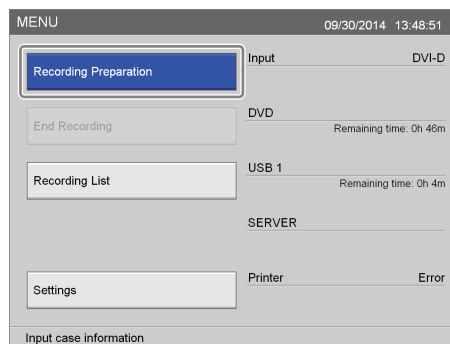 MENU 09/30/2014 13:48:51
Recording Preparation
Input DVI-D
End Recording
DVD
Remaining time: 0h 46m
Recording List
USB 1
Remaining time: 0h 4m
SERVER
Settings
Printer Error
Input case information